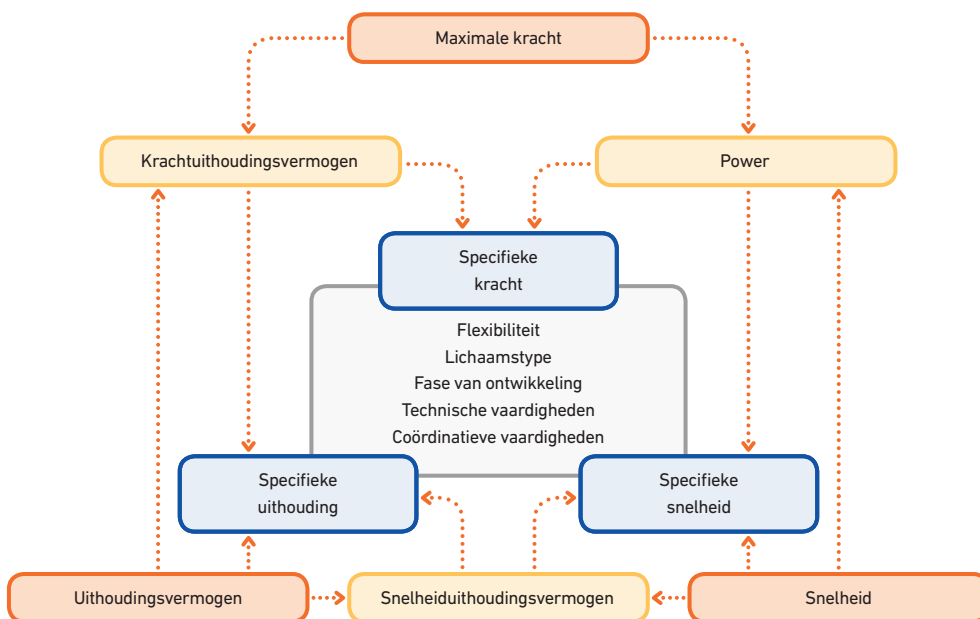 Maximale kracht
Krachtuithoudingsvermogen
Power
Specifieke
kracht
Flexibiliteit
Lichaamstype
Fase van ontwikkeling
Technische vaardigheden
Coördinatieve vaardigheden
Specifieke
uithouding
Specifieke
snelheid
Uithoudingsvermogen
Snelheiduithoudingsvermogen
Snelheid